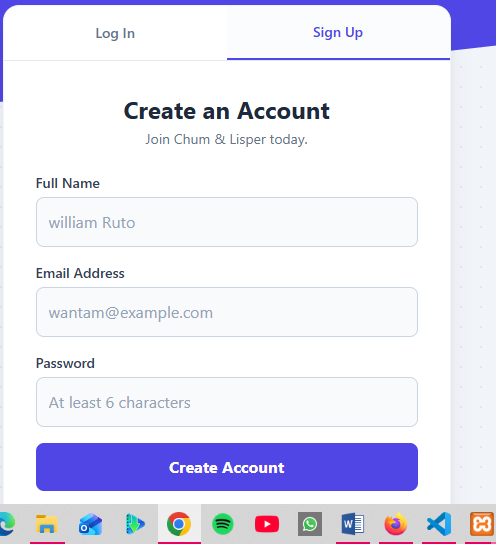 Log In
Sign Up
Create an Account
Join Chum & Lisper today.
Full Name
william Ruto
Email Address
wantam@example.com
Password
At least 6 characters
Create Account